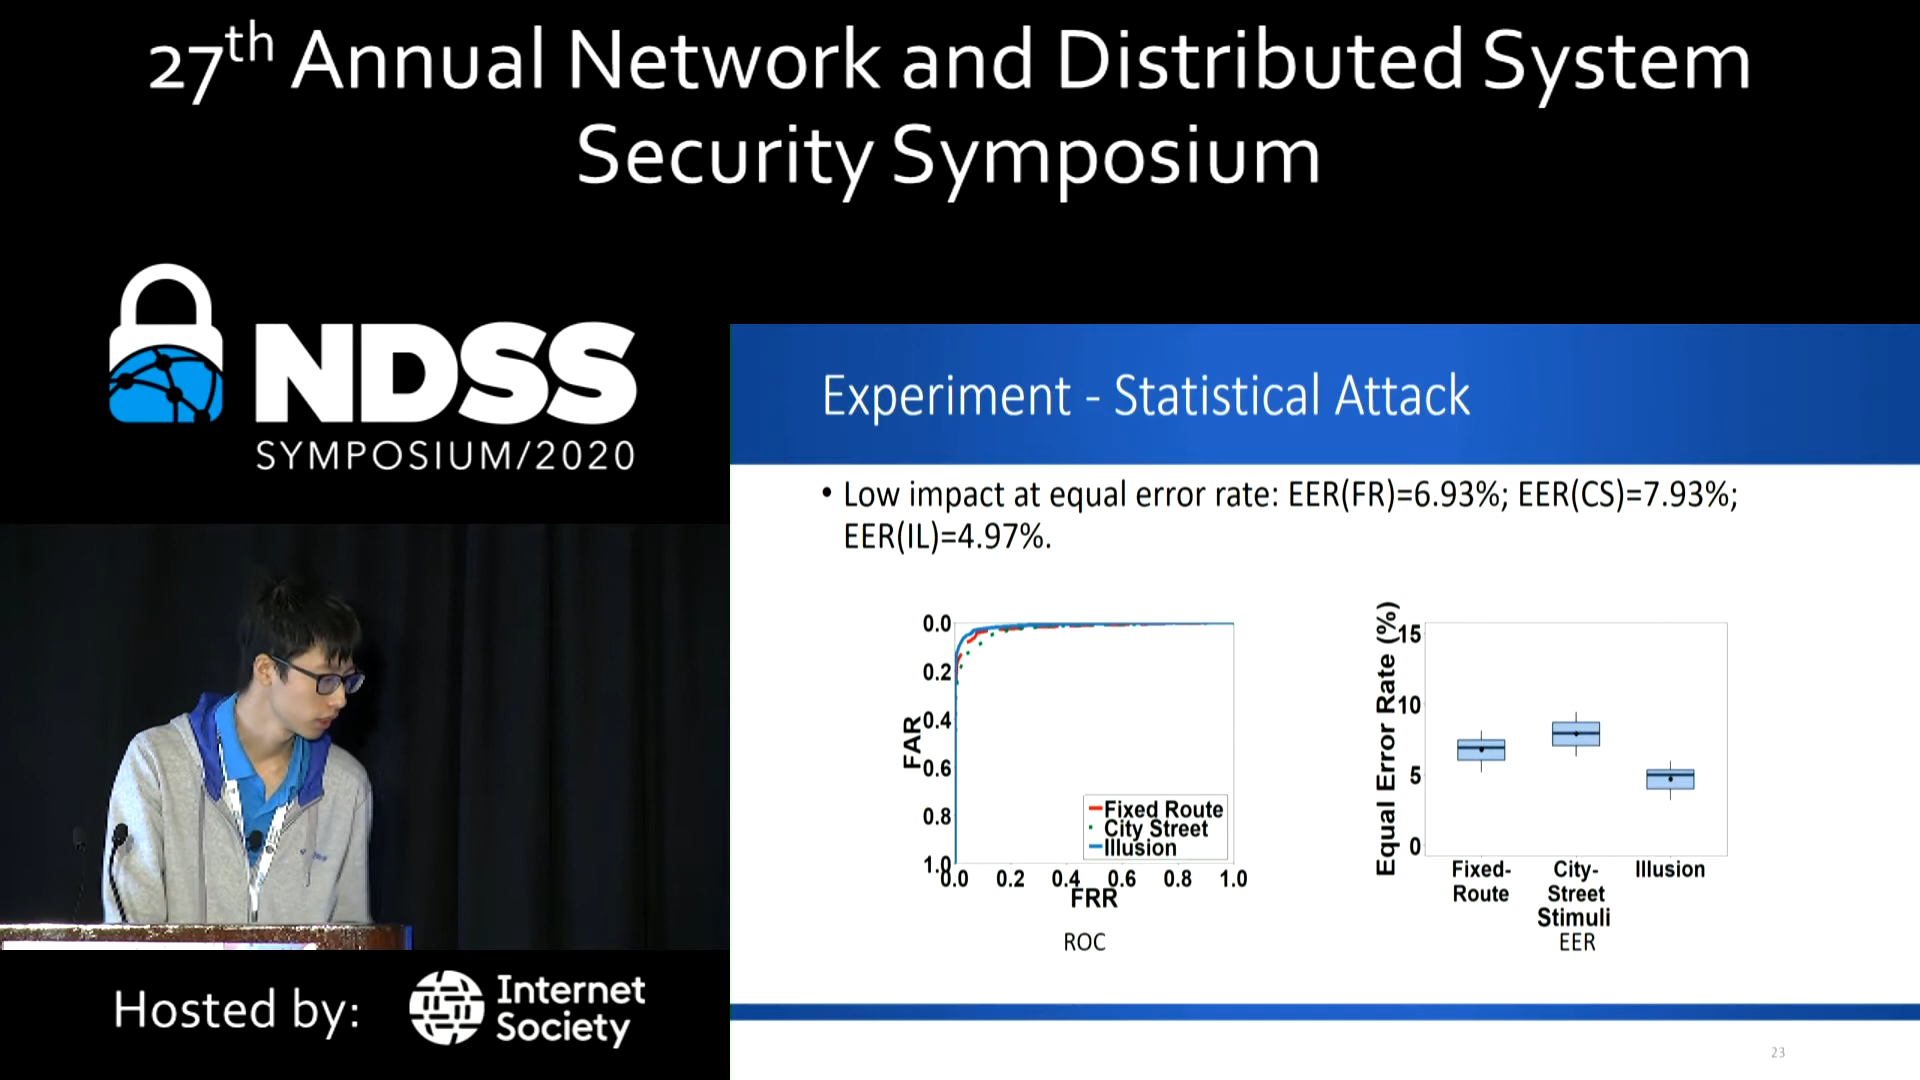 27th Annual Network and Distributed System
Security Symposium
NDSS
SYMPOSIUM/2020
Experiment - Statistical Attack
• Low impact at equal error rate: EER(FR)=6.93%; EER(CS)=7.93%;
EER(IL)=4.97%.
0.0
0.2
0.4
0.6
0.8
1.0
FAR
Fixed Route
City Street
Illusion
0.0 0.2 0.4 0.6 0.8 1.0
FRR
ROC
Equal Error Rate (%)
15
10
5
0
Fixed-
Route
City-
Street
Illusion
Stimuli
EER
Hosted by:
Internet
Society
23